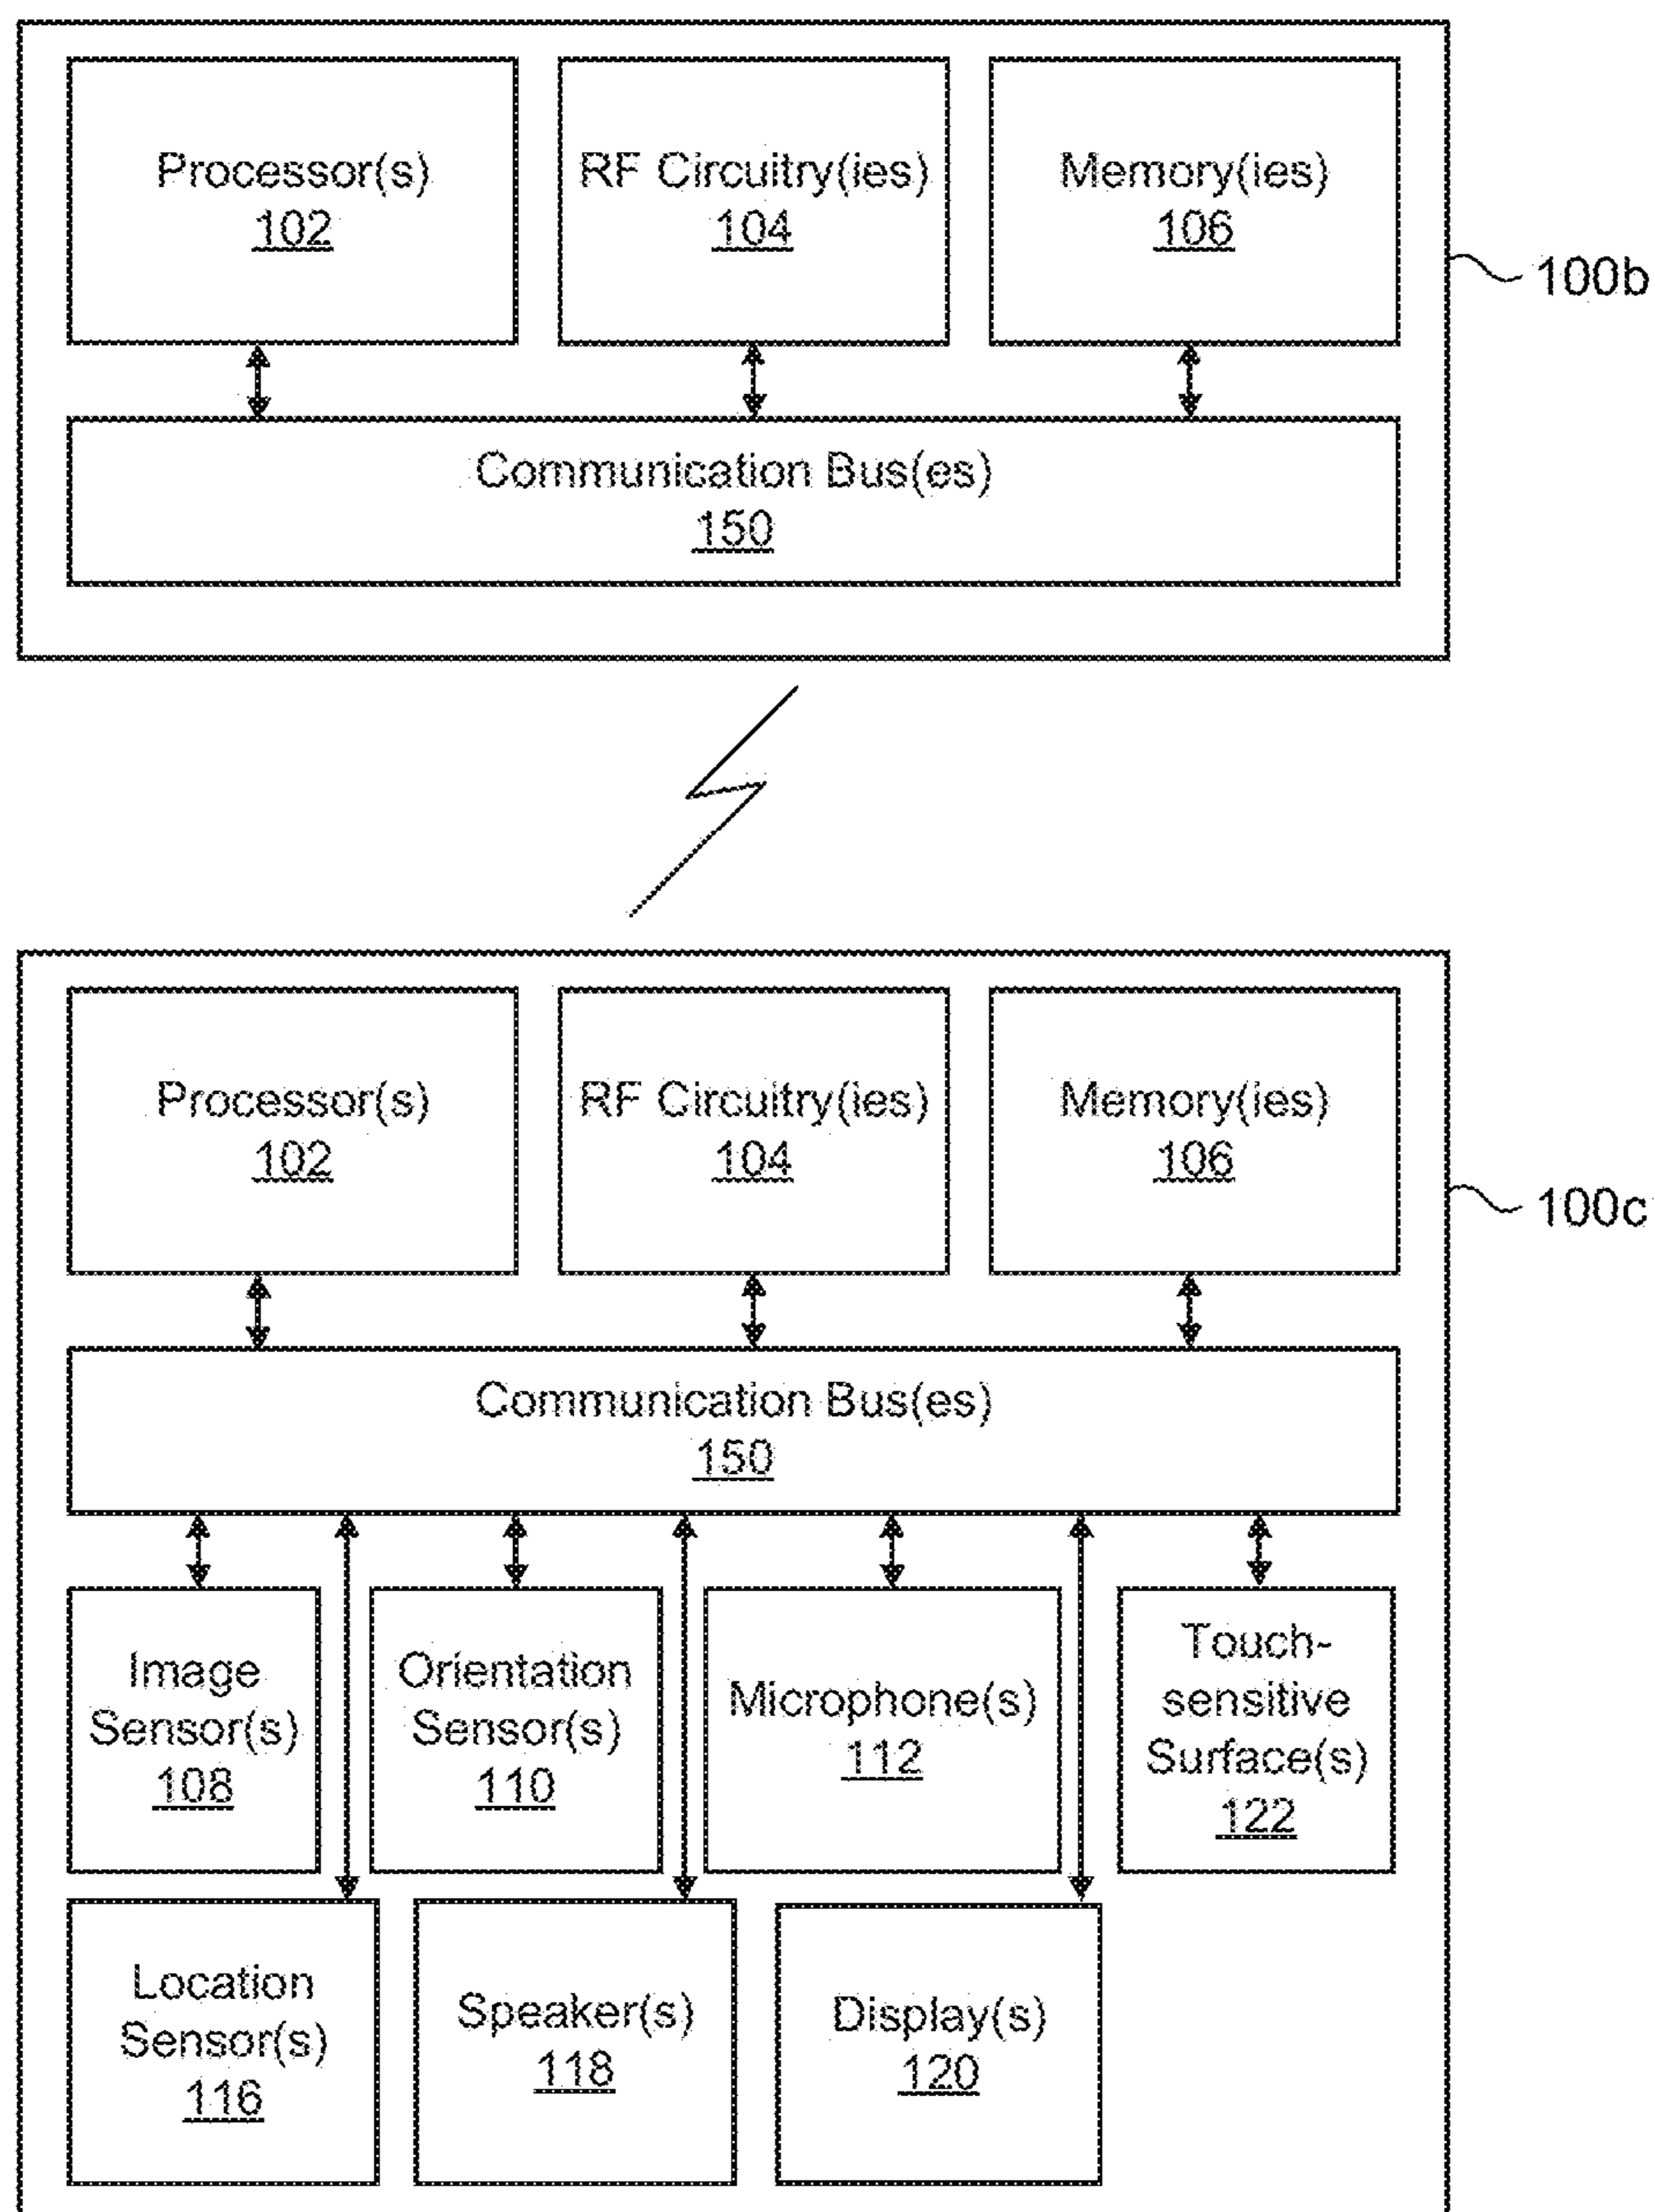 Processor(s)
102
RF Circuitry(ies)
104
Memory(ies)
106
100b
Communication Bus(es)
150
Processor(s)
102
RF Circuitry(ies)
104
Memory(ies)
106
100c
Communication Bus(es)
150
Image
Sensor(s)
108
Orientation
Sensor(s)
110
Microphone(s)
112
Touch-
sensitive
Surface(s)
122
Location
Sensor(s)
116
Speaker(s)
118
Display(s)
120